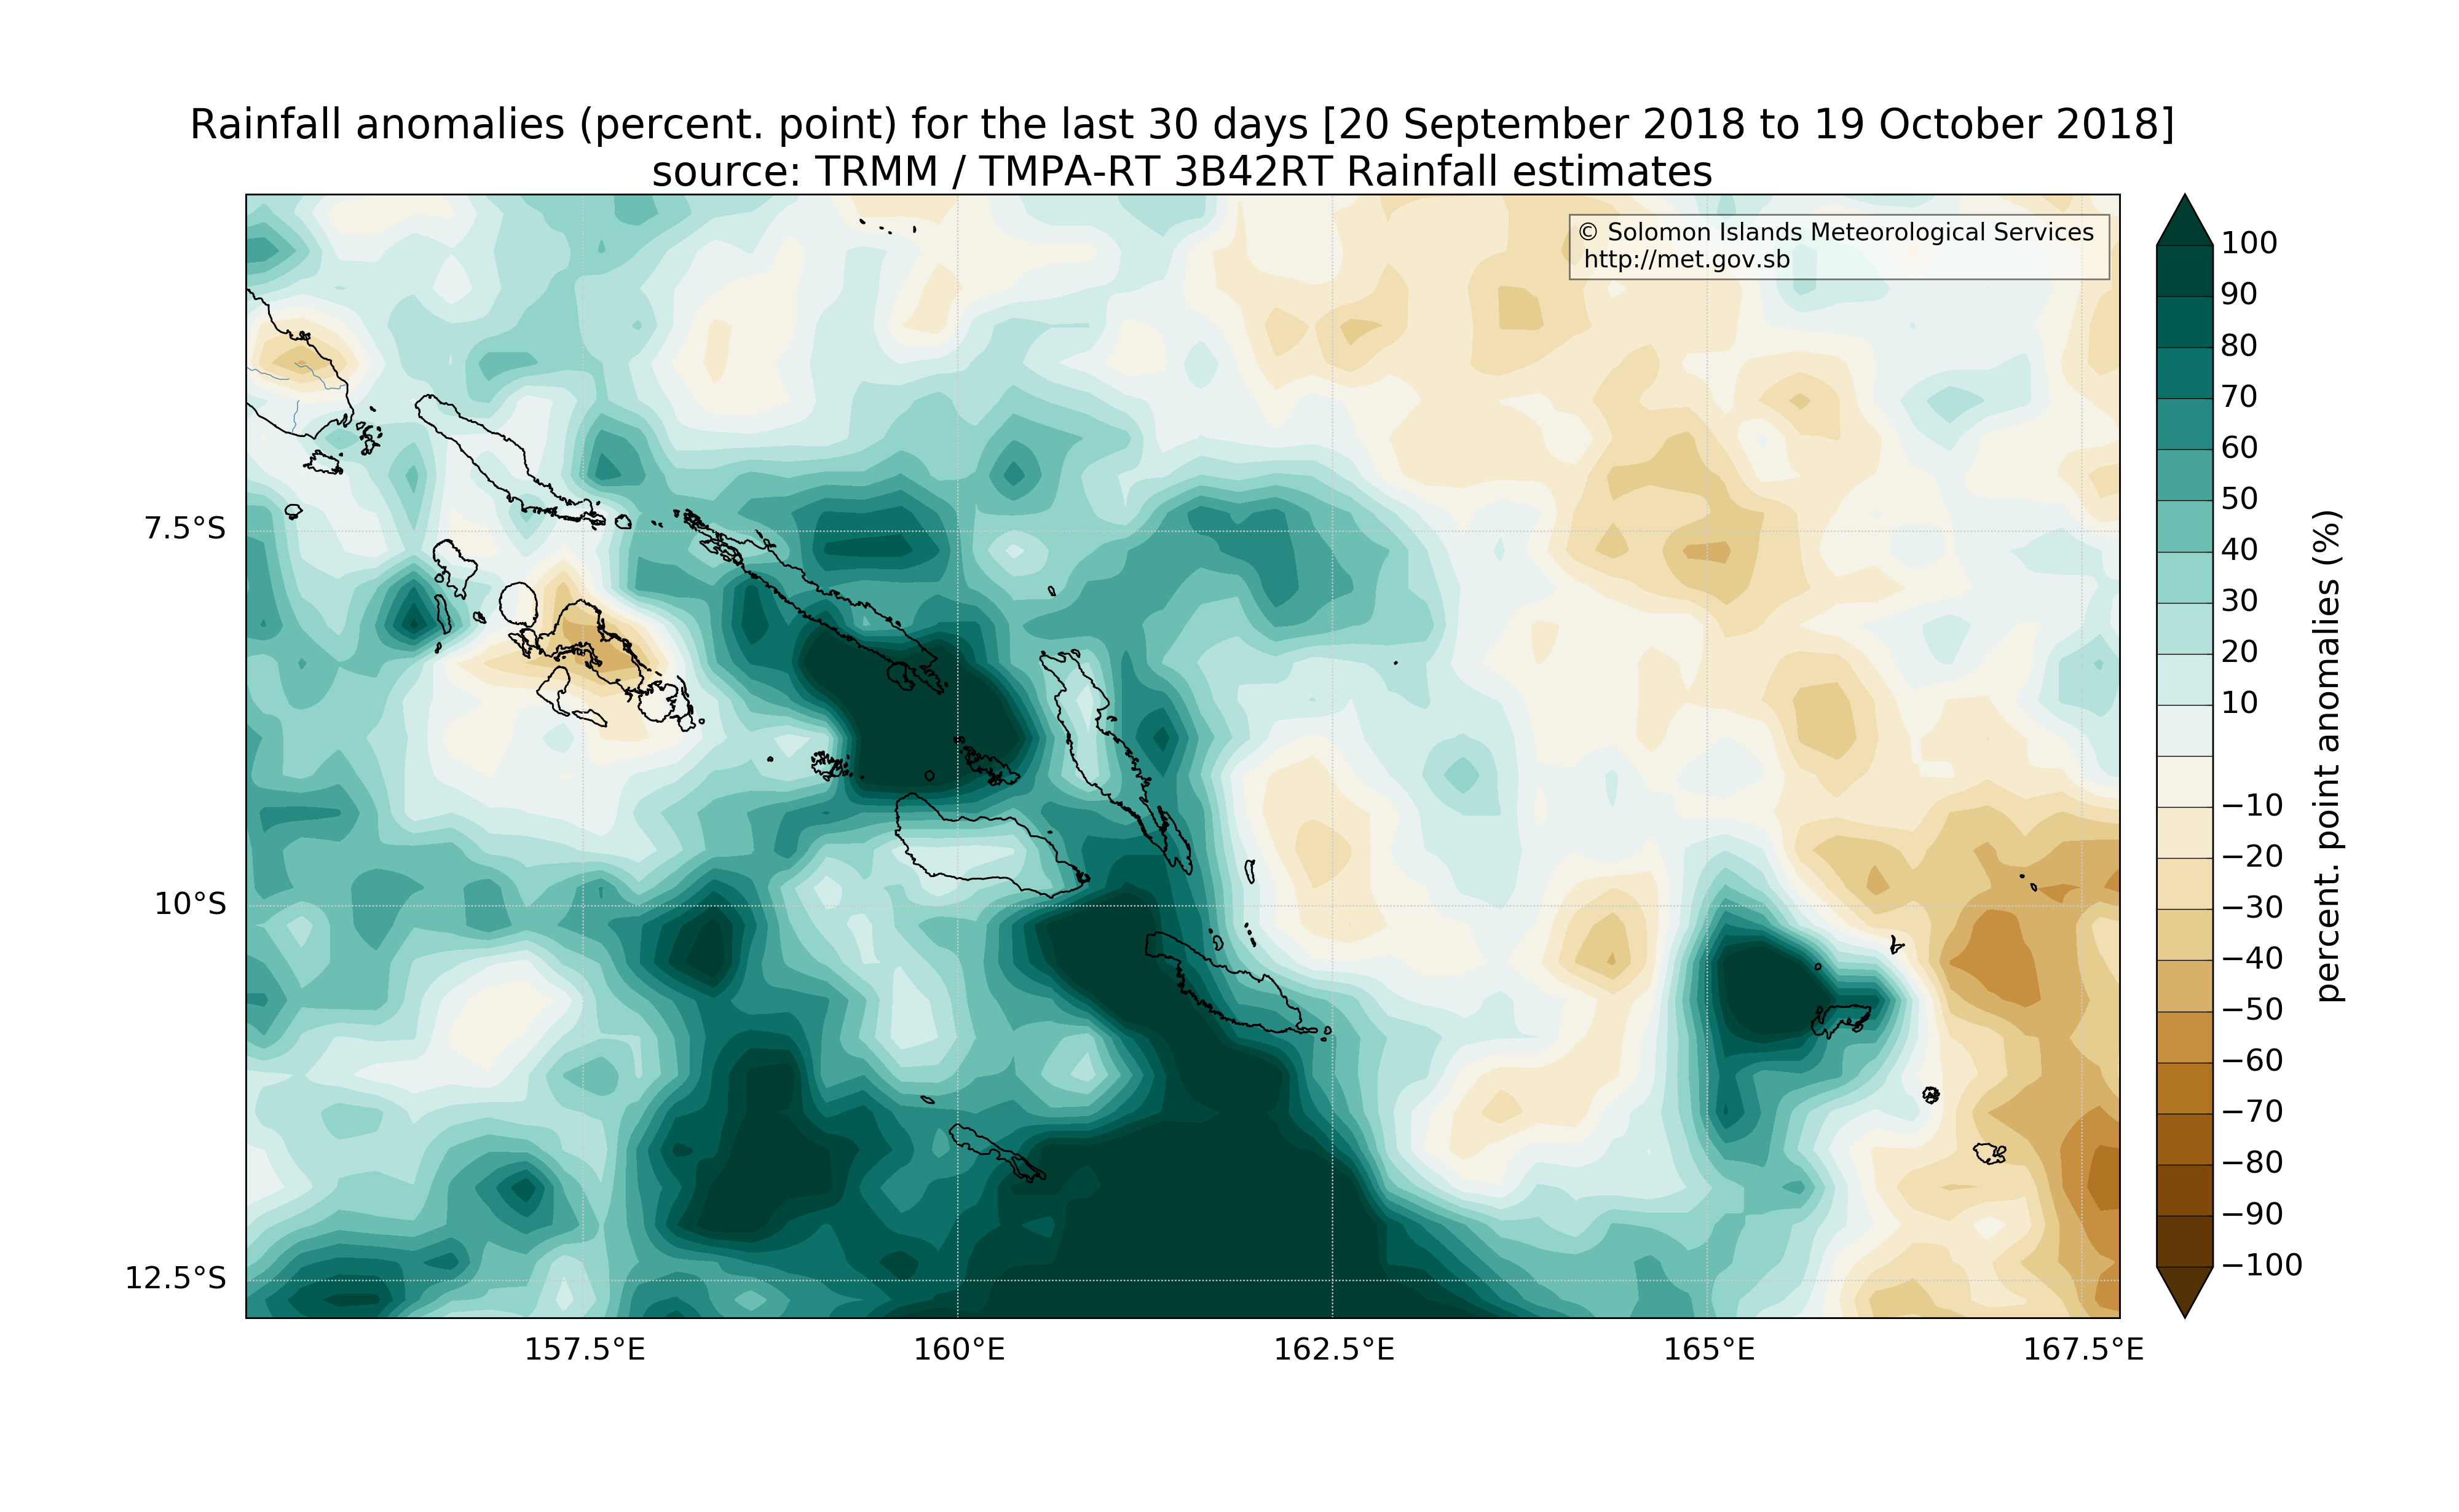 Rainfall anomalies (percent. point) for the last 30 days [20 September 2018 to 19 October 2018]
source: TRMM / TMPA-RT 3B42RT Rainfall estimates
© Solomon Islands Meteorological Services
http://met.gov.sb
7.5°S
10°S
12.5°S
157.5°E
160°E
162.5°E
165°E
167.5°E
100
90
80
70
60
50
40
30
20
10
−10
−20
−30
−40
−50
−60
−70
−80
−90
−100
percent. point anomalies (%)